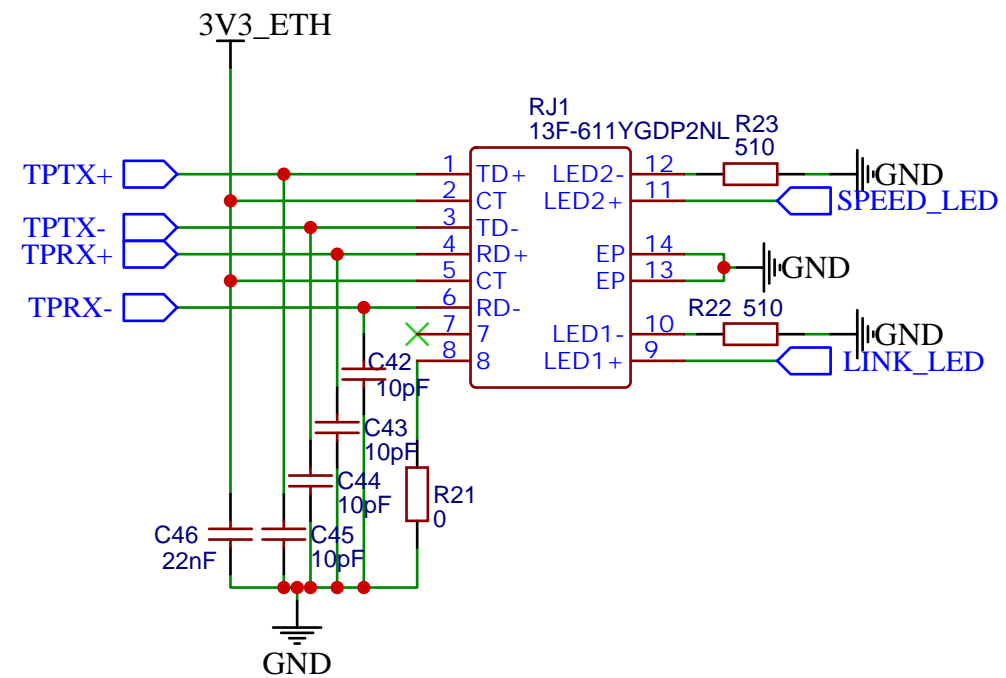 3V3_ETH
RJ1
13F-611YGDP2NL
R23
510
TPTX+
1
TD+
LED2-
12
GND
2
CT
LED2+
11
SPEED_LED
TPTX-
3
TD-
TPRX+
4
RD+
EP
14
GND
5
CT
EP
13
TPRX-
6
RD-
R22 510
7
7
LED1-
10
GND
8
8
LED1+
9
LINK_LED
C42
10pF
C43
10pF
C44
10pF
R21
0
C46
22nF
C45
10pF
GND